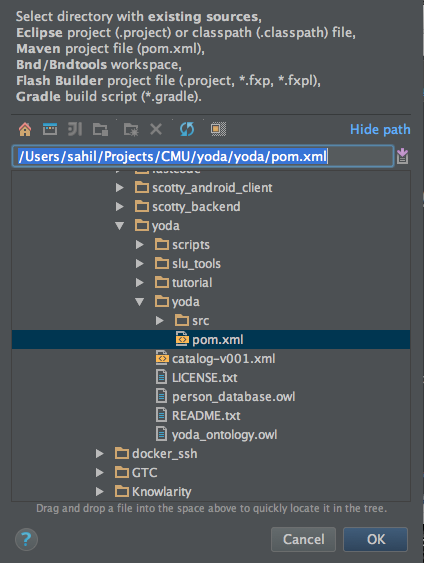 Select directory with existing sources,
Eclipse project (.project) or classpath (.classpath) file,
Maven project file (pom.xml),
Bnd/Bndtools workspace,
Flash Builder project file (.project, *.fxp, *.fxpl),
Gradle build script (*.gradle).
Hide path
/Users/sahil/Projects/CMU/yoda/yoda/pom.xml
scotty_android_client
scotty_backend
yoda
scripts
slu_tools
tutorial
yoda
src
pom.xml
catalog-v001.xml
LICENSE.txt
person_database.owl
README.txt
yoda_ontology.owl
docker_ssh
GTC
Knowlarity
Drag and drop a file into the space above to quickly locate it in the tree.
?
Cancel
OK